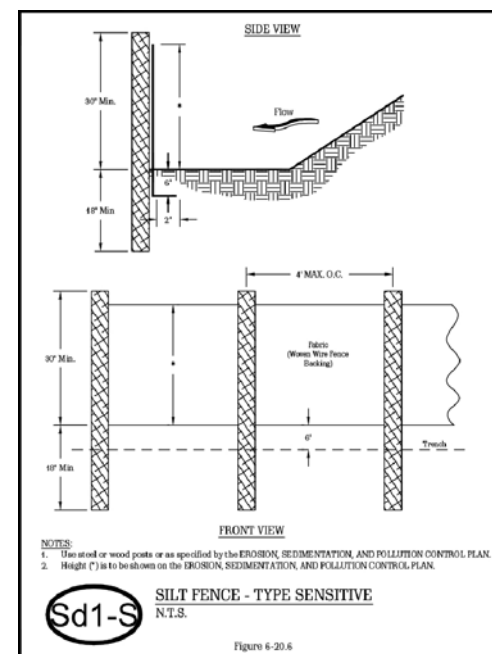 SIDE VIEW
30" Min.
*
Flow
6"
18" Min
2"
4' MAX. O.C.
30" Min.
*
Fabric
(Woven Wire Fence
Backing)
6"
Trench
18" Min
FRONT VIEW
NOTES:
1. Use steel or wood posts or as specified by the EROSION, SEDIMENTATION, AND POLLUTION CONTROL PLAN.
2. Height (*) is to be shown on the EROSION, SEDIMENTATION, AND POLLUTION CONTROL PLAN.
Sd1-S
SILT FENCE - TYPE SENSITIVE
N.T.S.
Figure 6-20.6